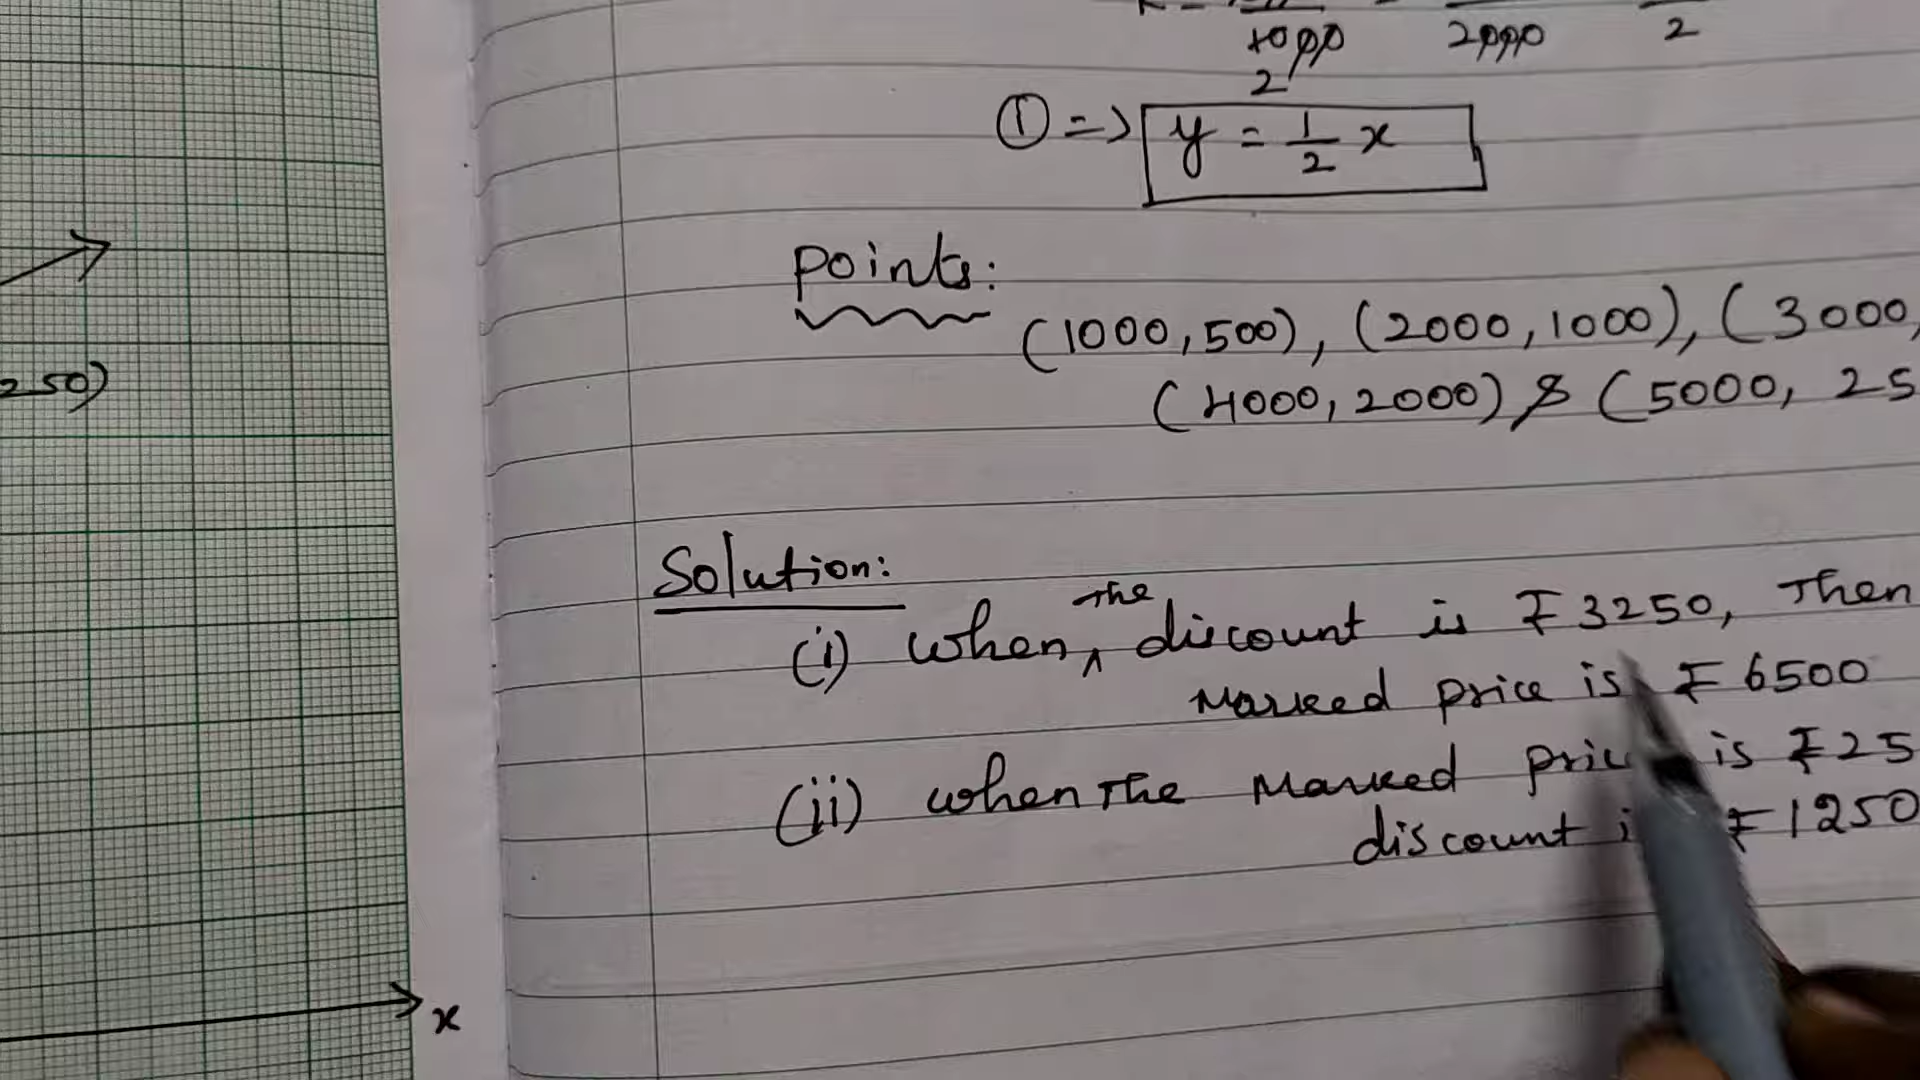 1000 2000 2
2
① => y = 1/2 x
Points:
(1000, 500), (2000, 1000), (3000,
(4000, 2000) & (5000, 25
250)
Solution:
(i) when, ^ the discount is ₹3250, Then
Marked price is ₹6500
(ii) when The Marked price is ₹25
discount i ₹1250
x